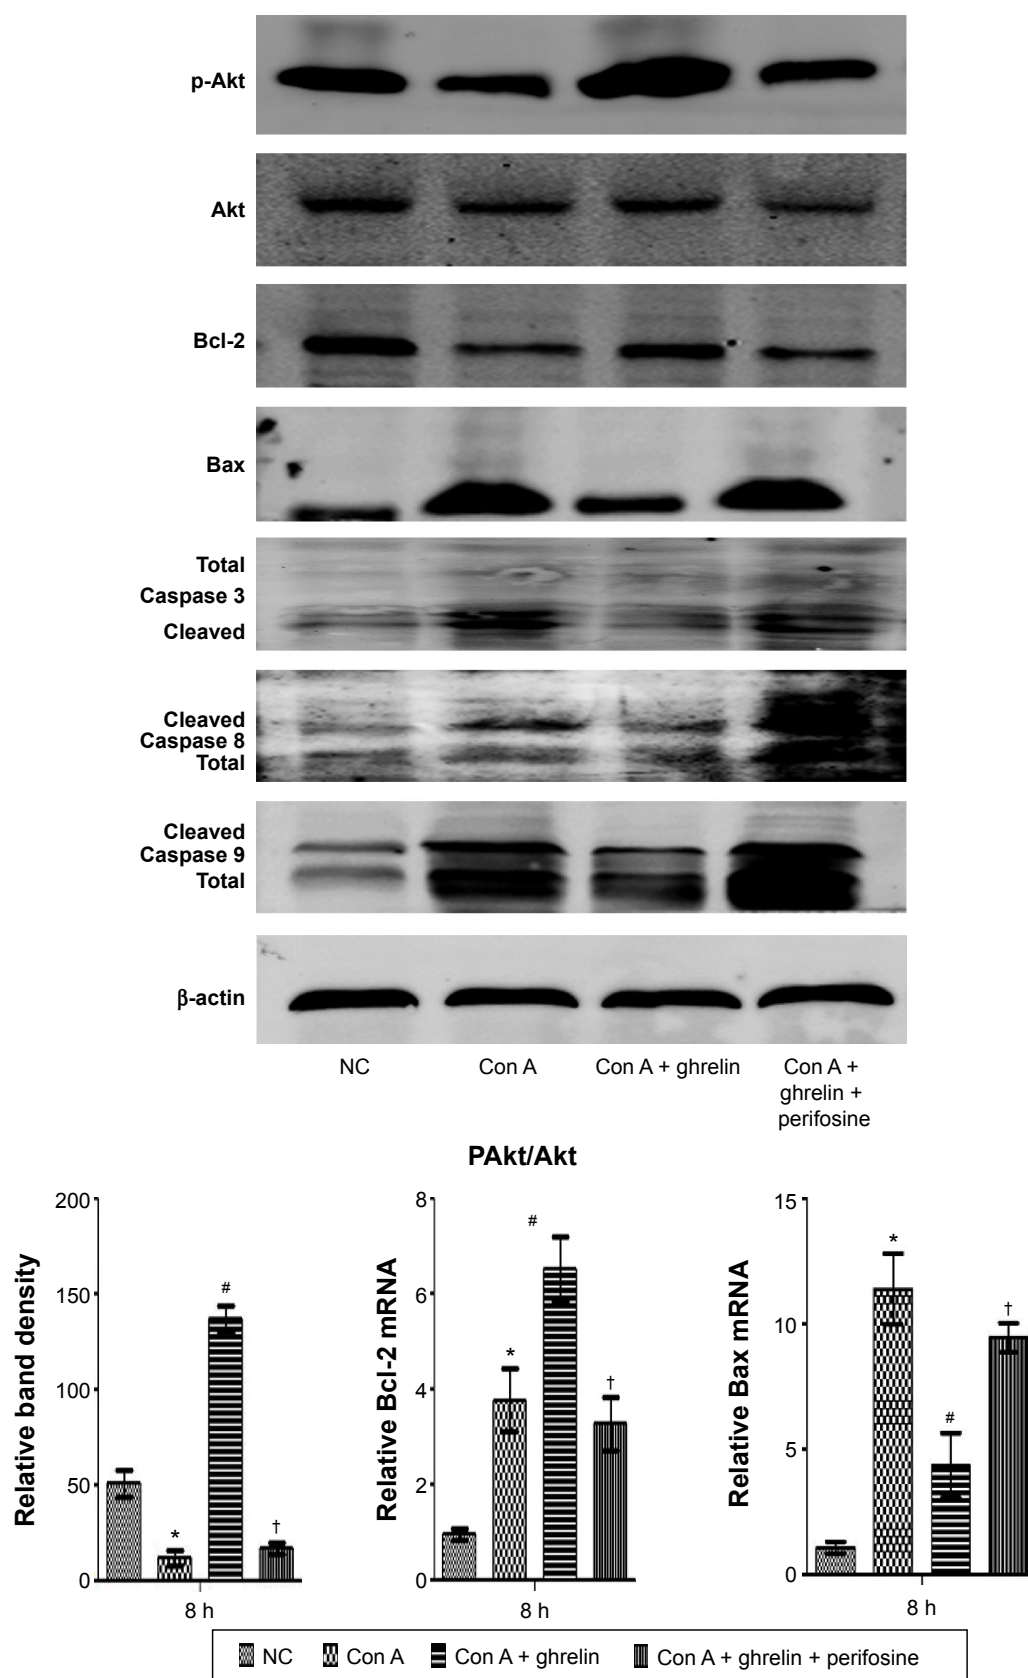 p-Akt
Akt
Bcl-2
Bax
Total
Caspase 3
Cleaved
Cleaved
Caspase 8
Total
Cleaved
Caspase 9
Total
β-actin
NC
Con A
Con A + ghrelin
Con A +
ghrelin +
perifosine
PAkt/Akt
Relative band density
200
150
100
50
0
#
*
†
8 h
Relative Bcl-2 mRNA
8
6
4
2
0
#
*
†
8 h
Relative Bax mRNA
15
10
5
0
*
#
†
8 h
NC Con A Con A + ghrelin Con A + ghrelin + perifosine